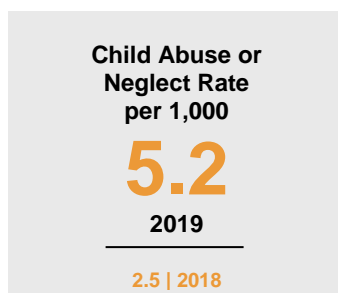 Child Abuse or
Neglect Rate
per 1,000
5.2
2019
2.5 | 2018